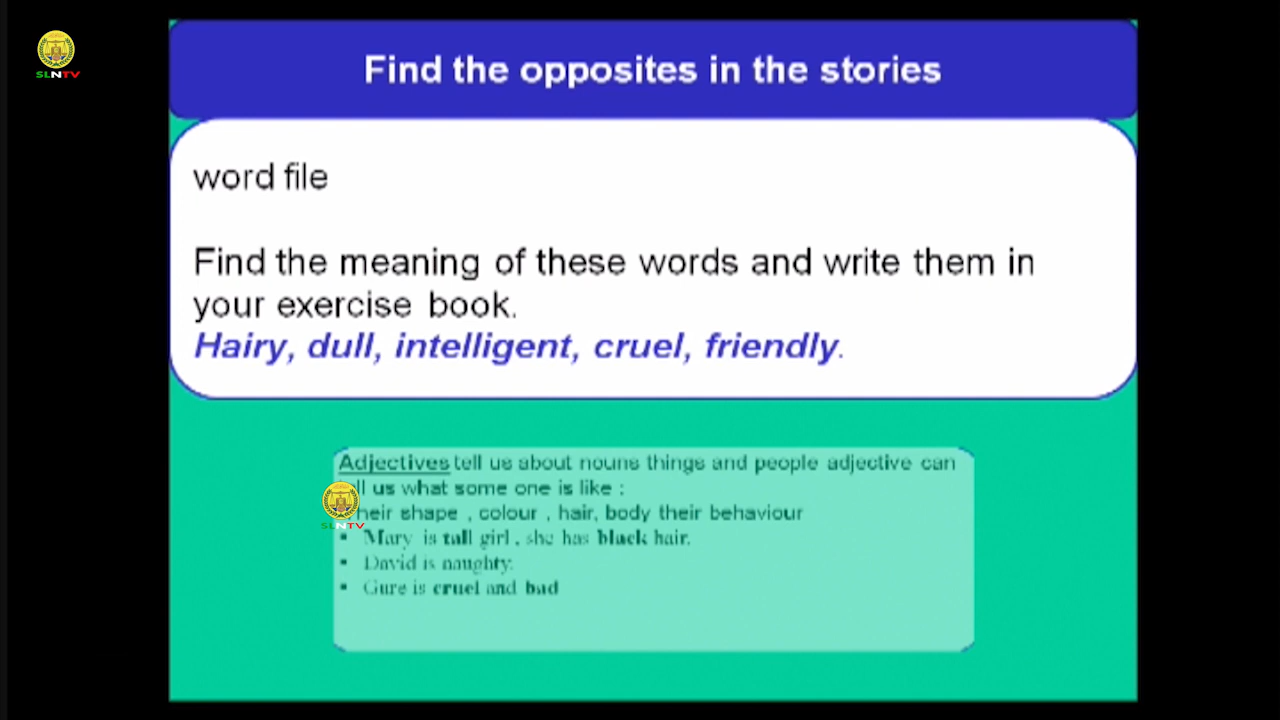 SLNTV
Find the opposites in the stories
word file
Find the meaning of these words and write them in
your exercise book.
Hairy, dull, intelligent, cruel, friendly.
Adjectives tell us about nouns things and people adjective can
ll us what some one is like :
heir shape , colour , hair, body their behaviour
SLNTV
▪ Mary is tall girl , she has black hair.
▪ David is naughty.
▪ Gure is cruel and bad